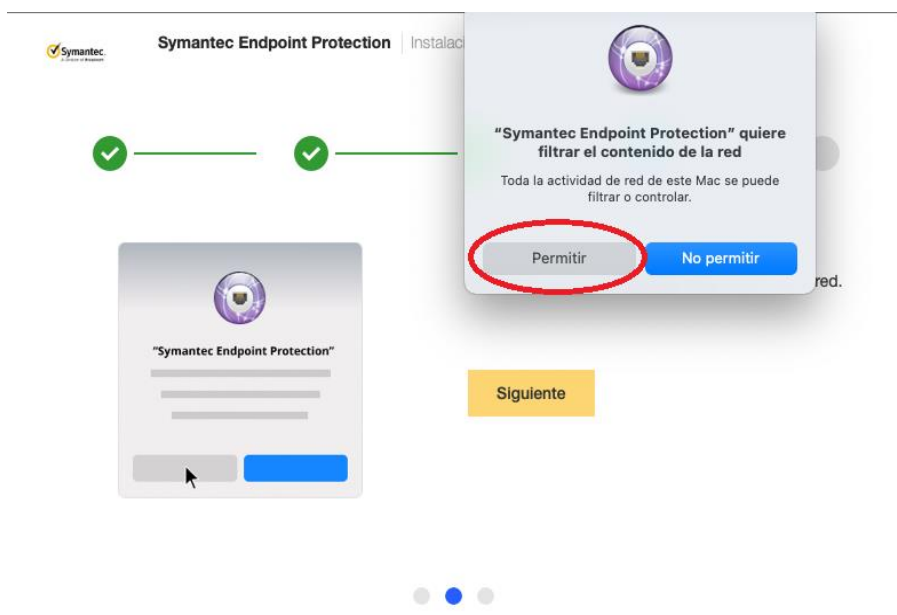 Symantec
Symantec Endpoint Protection
Instalaci
"Symantec Endpoint Protection" quiere
filtrar el contenido de la red
Toda la actividad de red de este Mac se puede
filtrar o controlar.
Permitir
No permitir
red.
"Symantec Endpoint Protection"
Siguiente